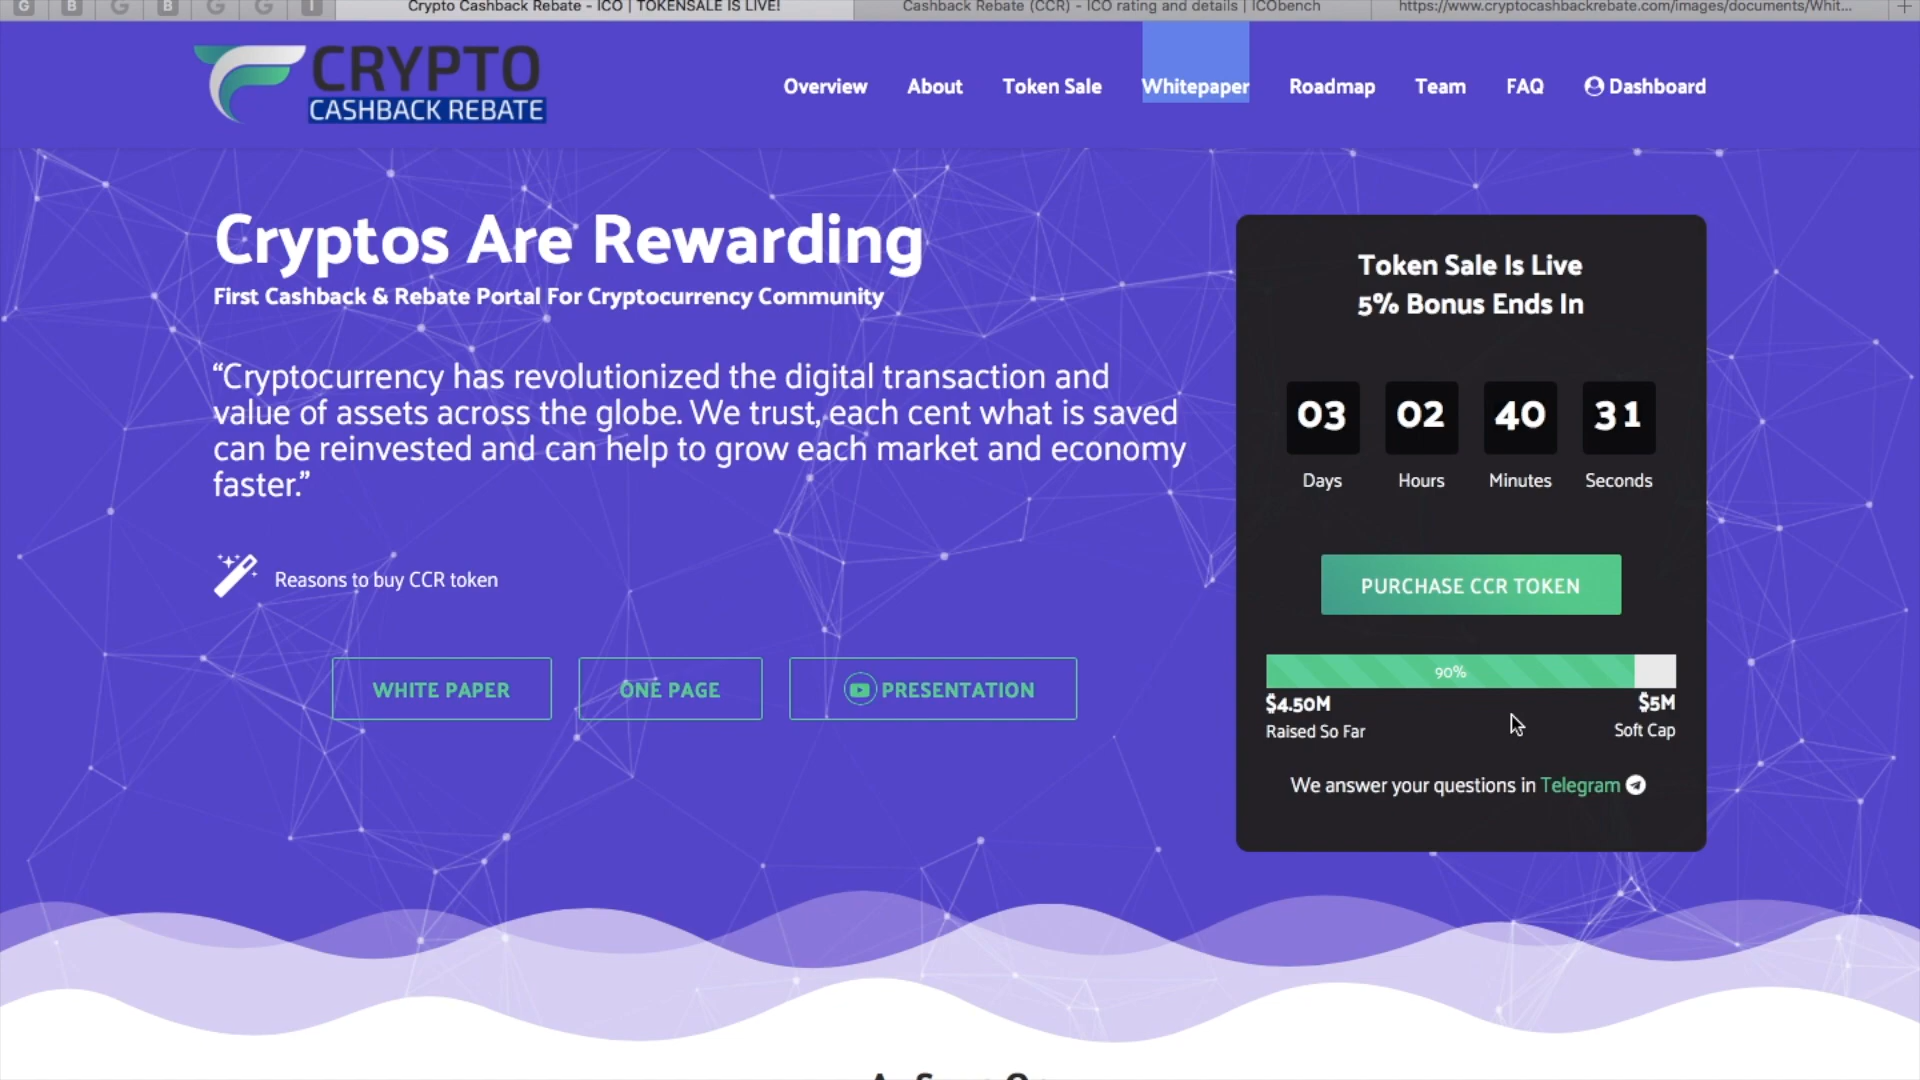 G B G B G G I
Crypto Cashback Rebate - ICO | TOKENSALE IS LIVE!
Cashback Rebate (CCR) - ICO rating and details | ICObench
https://www.cryptocashbackrebate.com/images/documents/Whit...
CRYPTO
CASHBACK REBATE
Overview
About
Token Sale
Whitepaper
Roadmap
Team
FAQ
Dashboard
Cryptos Are Rewarding
First Cashback & Rebate Portal For Cryptocurrency Community
“Cryptocurrency has revolutionized the digital transaction and
value of assets across the globe. We trust, each cent what is saved
can be reinvested and can help to grow each market and economy
faster.”
Reasons to buy CCR token
WHITE PAPER
ONE PAGE
PRESENTATION
Token Sale Is Live
5% Bonus Ends In
03 02 40 31
Days Hours Minutes Seconds
PURCHASE CCR TOKEN
90%
$4.50M $5M
Raised So Far Soft Cap
We answer your questions in Telegram